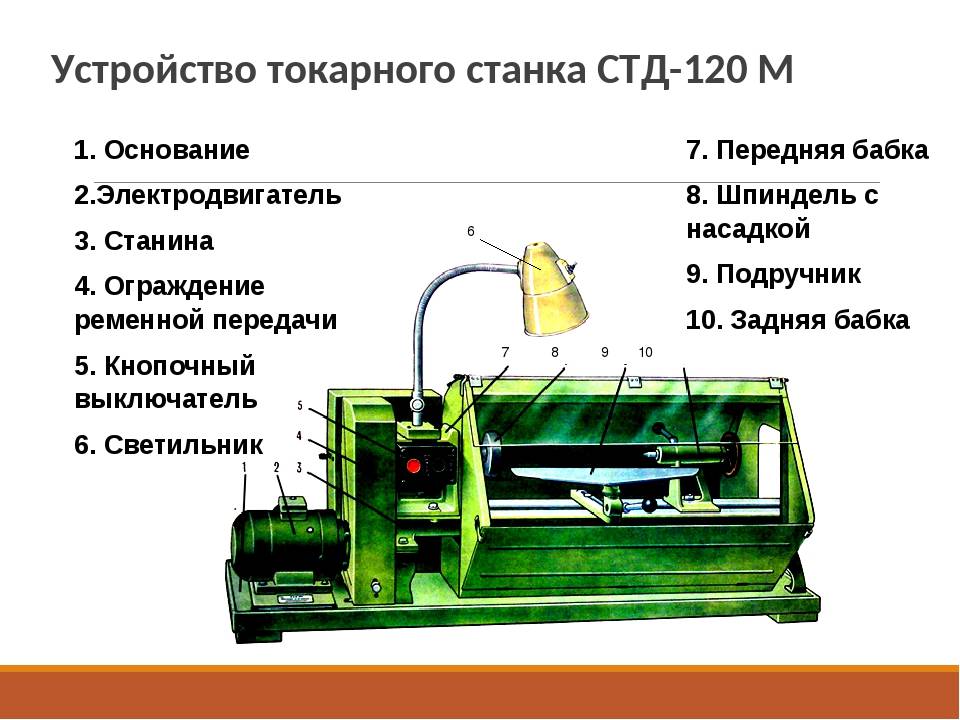 Устройство токарного станка СТД-120 М
1. Основание
2.Электродвигатель
3. Станина
4. Ограждение
ременной передачи
5. Кнопочный
выключатель
6. Светильник
7. Передняя бабка
8. Шпиндель с
насадкой
9. Подручник
10. Задняя бабка
6
7 8 9 10
5
4
1 2 3